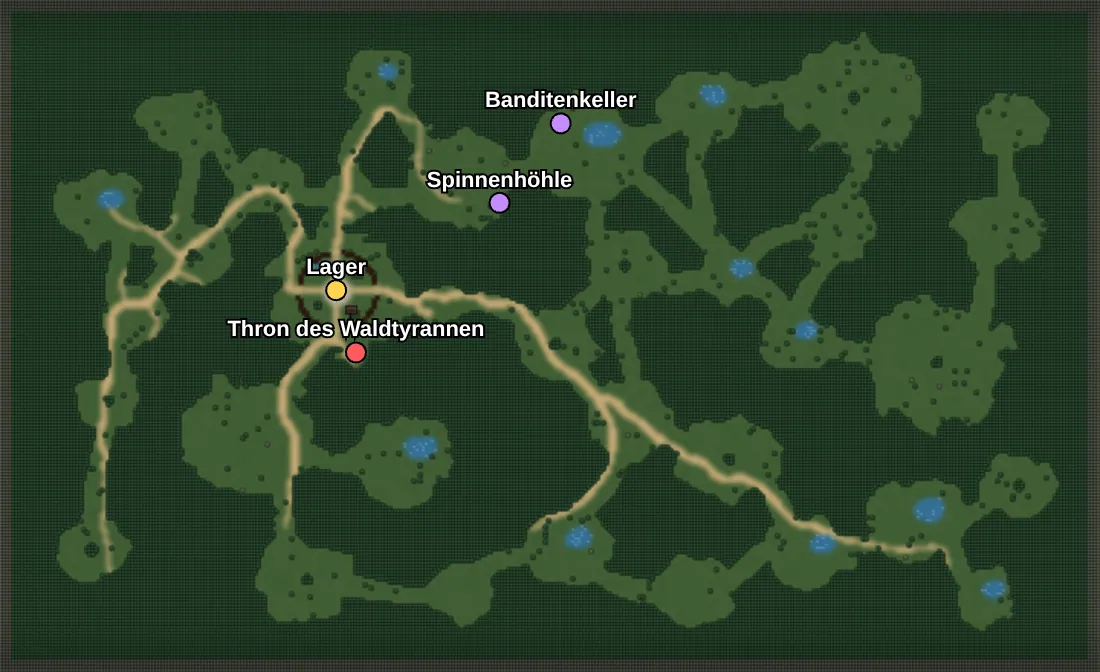 Banditenkeller
Spinnenhöhle
Lager
Thron des Waldtyrannen